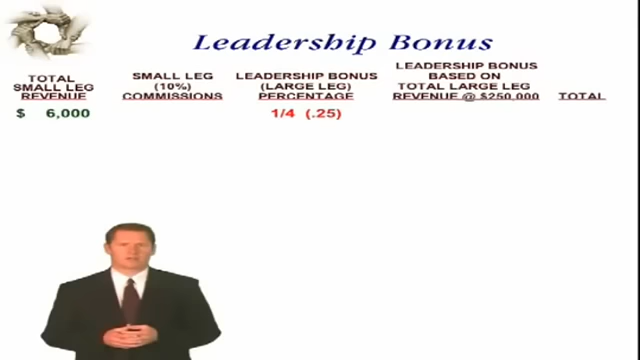 Leadership Bonus
TOTAL
SMALL LEG
REVENUE
SMALL LEG
(10%)
COMMISSIONS
LEADERSHIP BONUS
(LARGE LEG)
PERCENTAGE
LEADERSHIP BONUS
BASED ON
TOTAL LARGE LEG
REVENUE @ $250,000
TOTAL
$ 6,000
1/4 (.25)